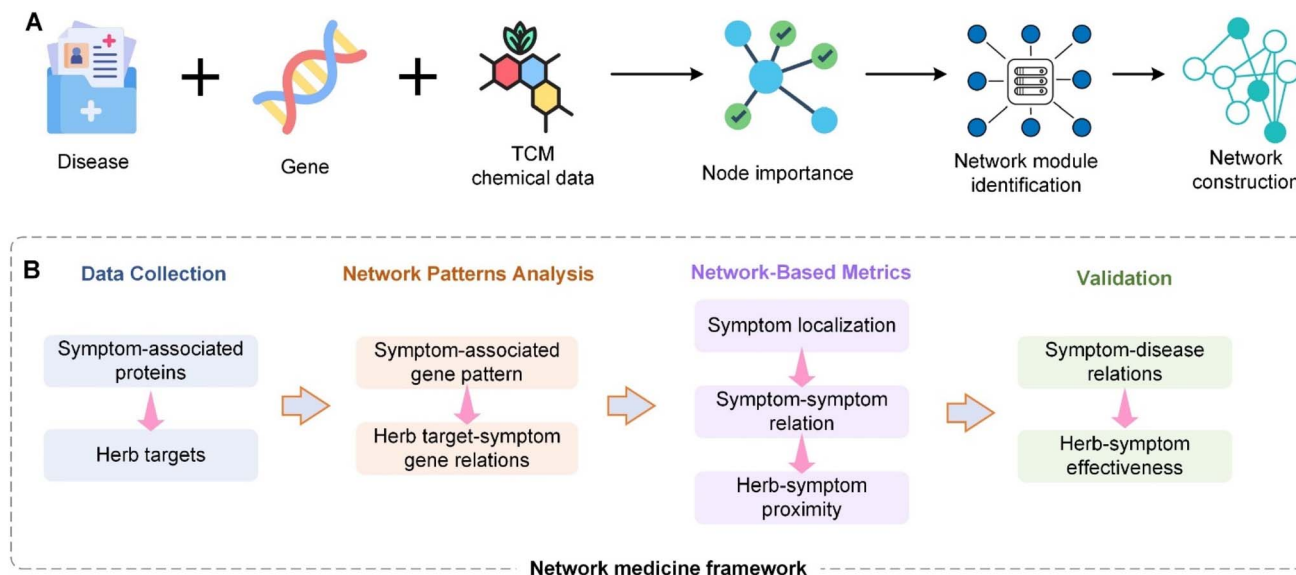 A
Disease
Gene
TCM
chemical data
Node importance
Network module
identification
Network
construction
B
Data Collection
Network Patterns Analysis
Network-Based Metrics
Validation
Symptom-associated
proteins
Herb targets
Symptom-associated
gene pattern
Herb target-symptom
gene relations
Symptom localization
Symptom-symptom
relation
Herb-symptom
proximity
Symptom-disease
relations
Herb-symptom
effectiveness
Network medicine framework